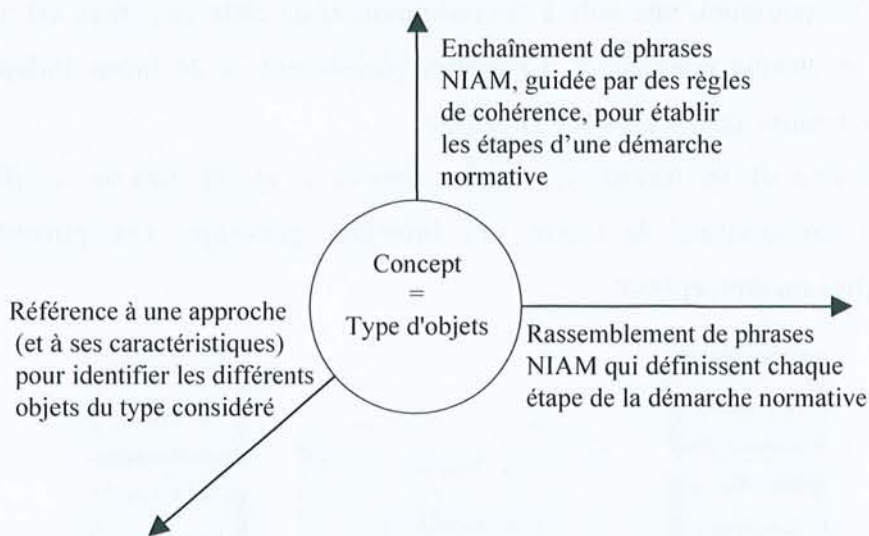 Enchaînement de phrases
NIAM, guidée par des règles
de cohérence, pour établir
les étapes d'une démarche
normative
Concept
=
Type d'objets
Référence à une approche
(et à ses caractéristiques)
pour identifier les différents
objets du type considéré
Rassemblement de phrases
NIAM qui définissent chaque
étape de la démarche normative